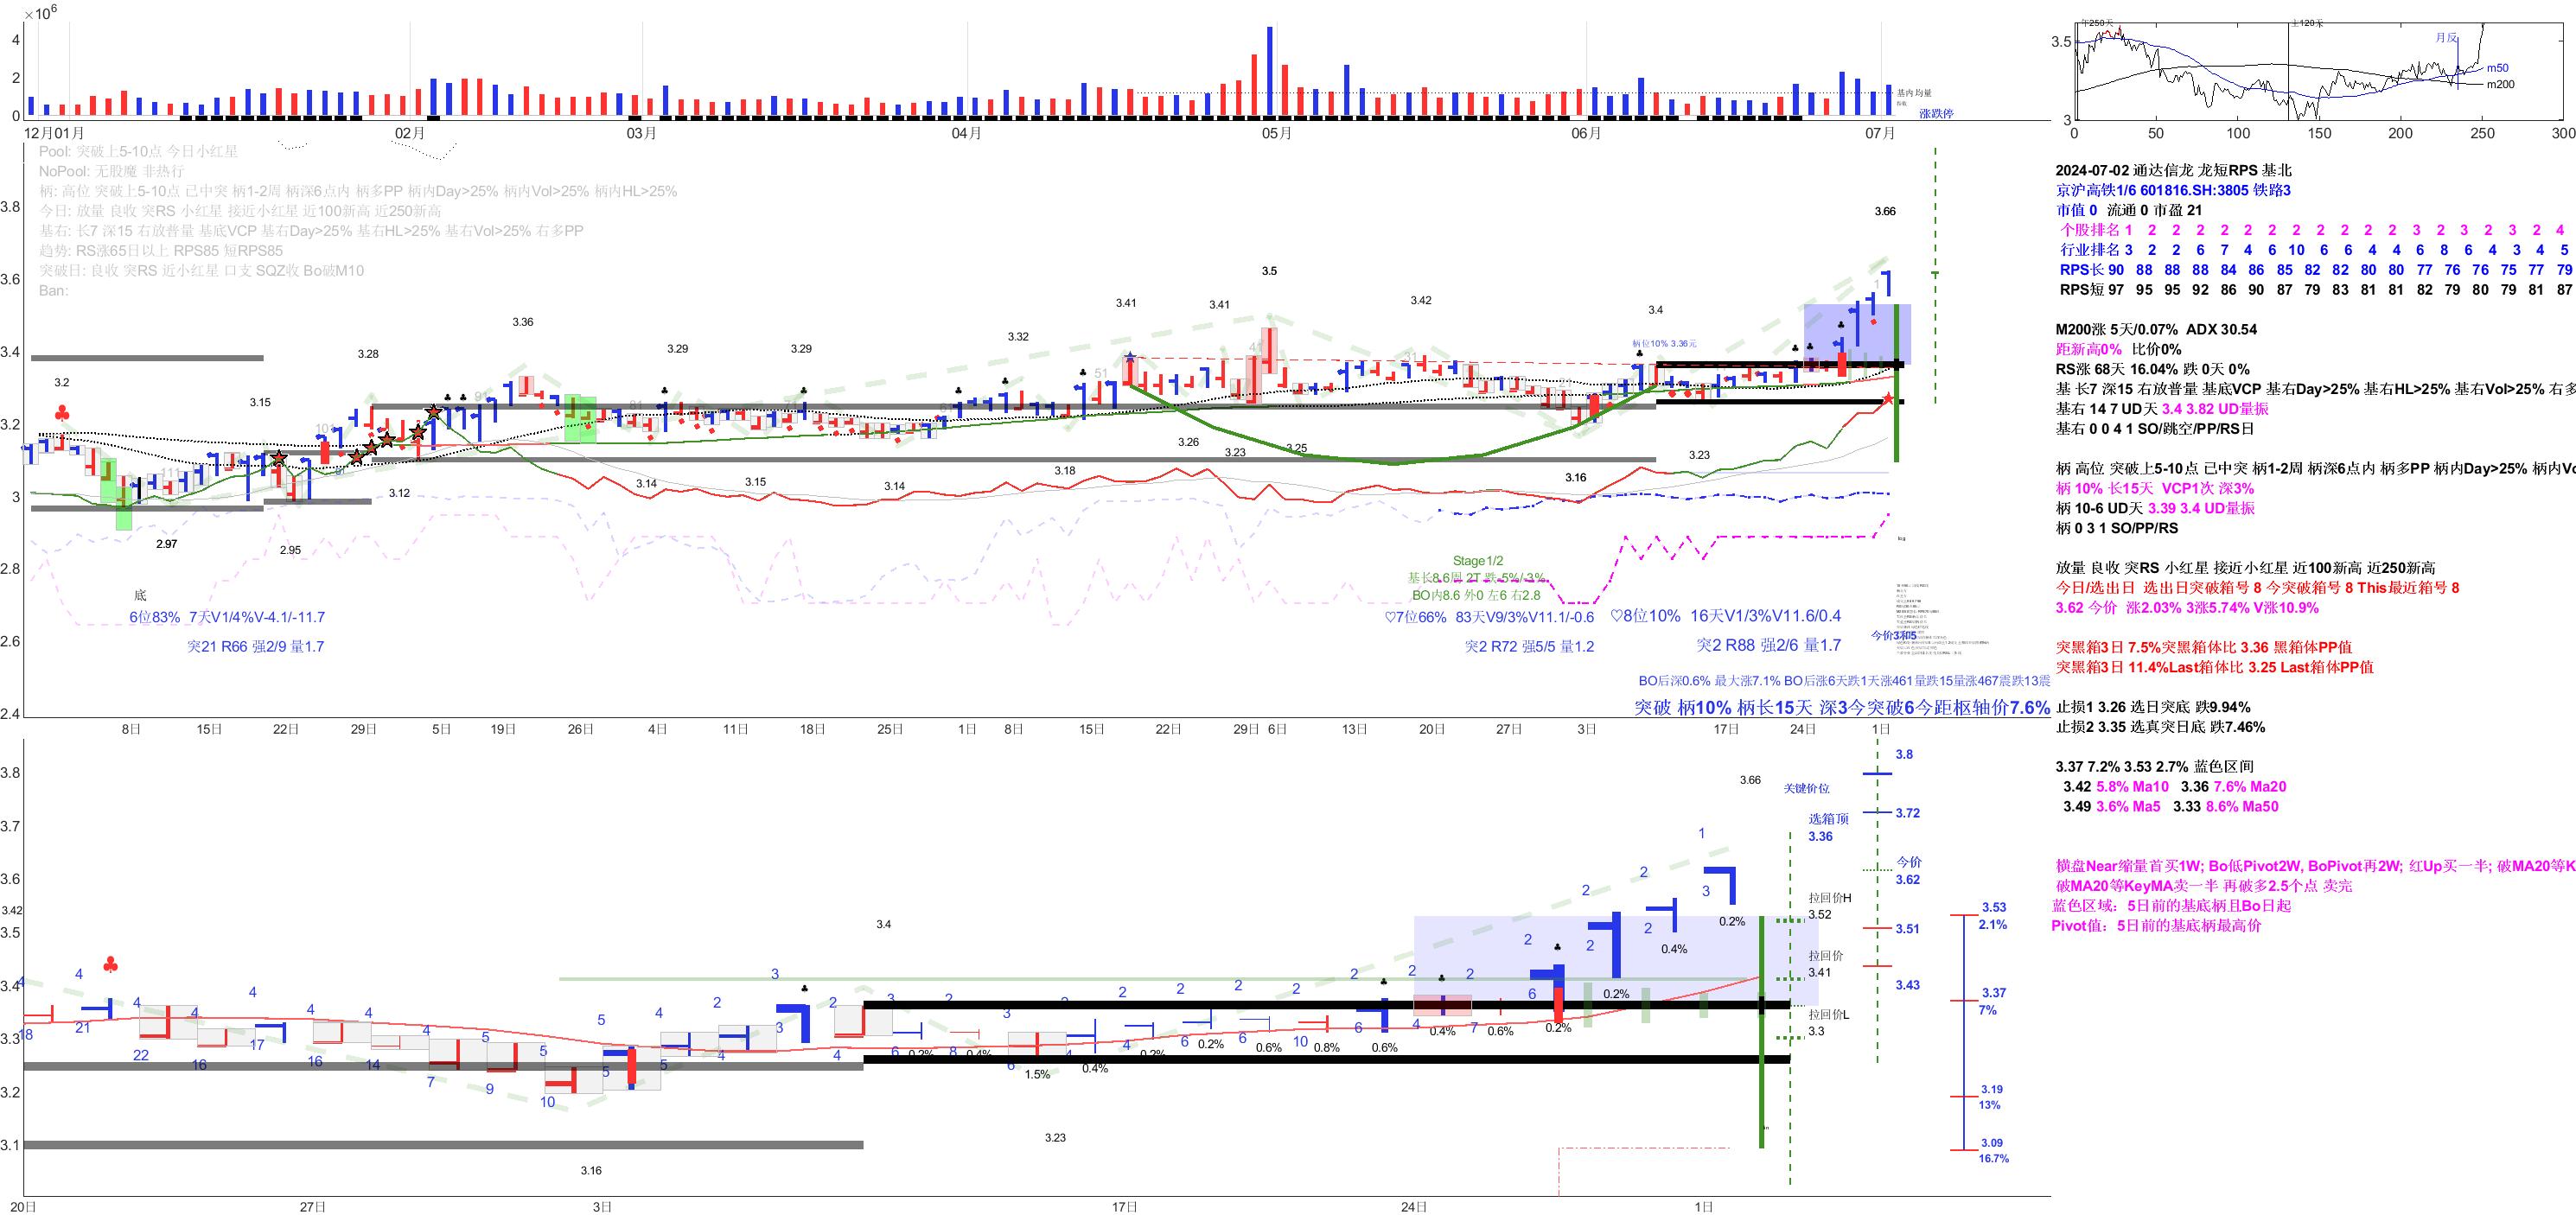 ×10⁶
4
2
0
12月01月
02月
03月
04月
05月
06月
07月
基内均量
涨跌停
年250天
上120天
月反
3.5
3
m50
m200
0
50
100
150
200
250
300
Pool: 突破上5-10点 今日小红星
NoPool: 无股魔 非热行
柄: 高位 突破上5-10点 已中突 柄1-2周 柄深6点内 柄多PP 柄内Day>25% 柄内Vol>25% 柄内HL>25%
今日: 放量 良收 突RS 小红星 接近小红星 近100新高 近250新高
基右: 长7 深15 右放普量 基底VCP 基右Day>25% 基右HL>25% 基右Vol>25% 右多PP
趋势: RS涨65日以上 RPS85 短RPS85
突破日: 良收 突RS 近小红星 口支 SQZ收 Bo破M10
Ban:
3.8
3.6
3.4
3.2
3
2.8
2.6
2.4
3.2
3.15
3.28
3.36
3.29
3.29
3.32
3.41
3.41
3.5
3.42
3.4
3.66
柄位10% 3.36元
2.97
2.95
3.12
3.14
3.15
3.14
3.18
3.26
3.23
3.25
3.16
3.23
底
6位83% 7天V1/4%V-4.1/-11.7
突21 R66 强2/9 量1.7
Stage1/2
基长8.6周 2T 跌-5%/-3%
BO内8.6 外0 左6 右2.8
♡7位66% 83天V9/3%V11.1/-0.6
突2 R72 强5/5 量1.2
♡8位10% 16天V1/3%V11.6/0.4
突2 R88 强2/6 量1.7
BO后深0.6% 最大涨7.1% BO后涨6天跌1天涨461量跌15量涨467震跌13震
突破 柄10% 柄长15天 深3今突破6今距枢轴价7.6%
8日
15日
22日
29日
5日
19日
26日
4日
11日
18日
25日
1日
8日
15日
22日
29日
6日
13日
20日
27日
3日
17日
24日
1日
2024-07-02 通达信龙 龙短RPS 基北
京沪高铁1/6 601816.SH:3805 铁路3
市值 0 流通 0 市盈 21
个股排名 1 2 2 2 2 2 2 2 2 2 2 2 3 2 3 2 3 2 4
行业排名 3 2 2 6 7 4 6 10 6 6 4 4 6 8 6 4 3 4 5
RPS长 90 88 88 88 84 86 85 82 82 80 80 77 76 76 75 77 79
RPS短 97 95 95 92 86 90 87 79 83 81 81 82 79 80 79 81 87
M200涨 5天/0.07% ADX 30.54
距新高0% 比价0%
RS涨 68天 16.04% 跌 0天 0%
基 长7 深15 右放普量 基底VCP 基右Day>25% 基右HL>25% 基右Vol>25% 右多
基右 14 7 UD天 3.4 3.82 UD量振
基右 0 0 4 1 SO/跳空/PP/RS日
柄 高位 突破上5-10点 已中突 柄1-2周 柄深6点内 柄多PP 柄内Day>25% 柄内Vo
柄 10% 长15天 VCP1次 深3%
柄 10-6 UD天 3.39 3.4 UD量振
柄 0 3 1 SO/PP/RS
放量 良收 突RS 小红星 接近小红星 近100新高 近250新高
今日/选出日 选出日突破箱号 8 今突破箱号 8 This最近箱号 8
3.62 今价 涨2.03% 3涨5.74% V涨10.9%
突黑箱3日 7.5%突黑箱体比 3.36 黑箱体PP值
突黑箱3日 11.4%Last箱体比 3.25 Last箱体PP值
止损1 3.26 选日突底 跌9.94%
止损2 3.35 选真突日底 跌7.46%
3.37 7.2% 3.53 2.7% 蓝色区间
3.42 5.8% Ma10 3.36 7.6% Ma20
3.49 3.6% Ma5 3.33 8.6% Ma50
横盘Near缩量首买1W; Bo低Pivot2W, BoPivot再2W; 红Up买一半; 破MA20等K
破MA20等KeyMA卖一半 再破多2.5个点 卖完
蓝色区域: 5日前的基底柄且Bo日起
Pivot值: 5日前的基底柄最高价
3.8
3.7
3.6
3.42
3.5
3.4
3.3
3.2
3.1
3.4
3.66
3.16
3.23
1.5%
0.4%
0.2%
0.6%
0.8%
0.6%
0.4%
0.6%
0.2%
0.2%
0.4%
0.2%
关键价位
选箱顶
3.36
拉回价H
3.52
拉回价
3.41
拉回价L
3.3
3.8
3.72
今价
3.62
3.51
3.43
3.53
2.1%
3.37
7%
3.19
13%
3.09
16.7%
20日
27日
3日
17日
24日
1日